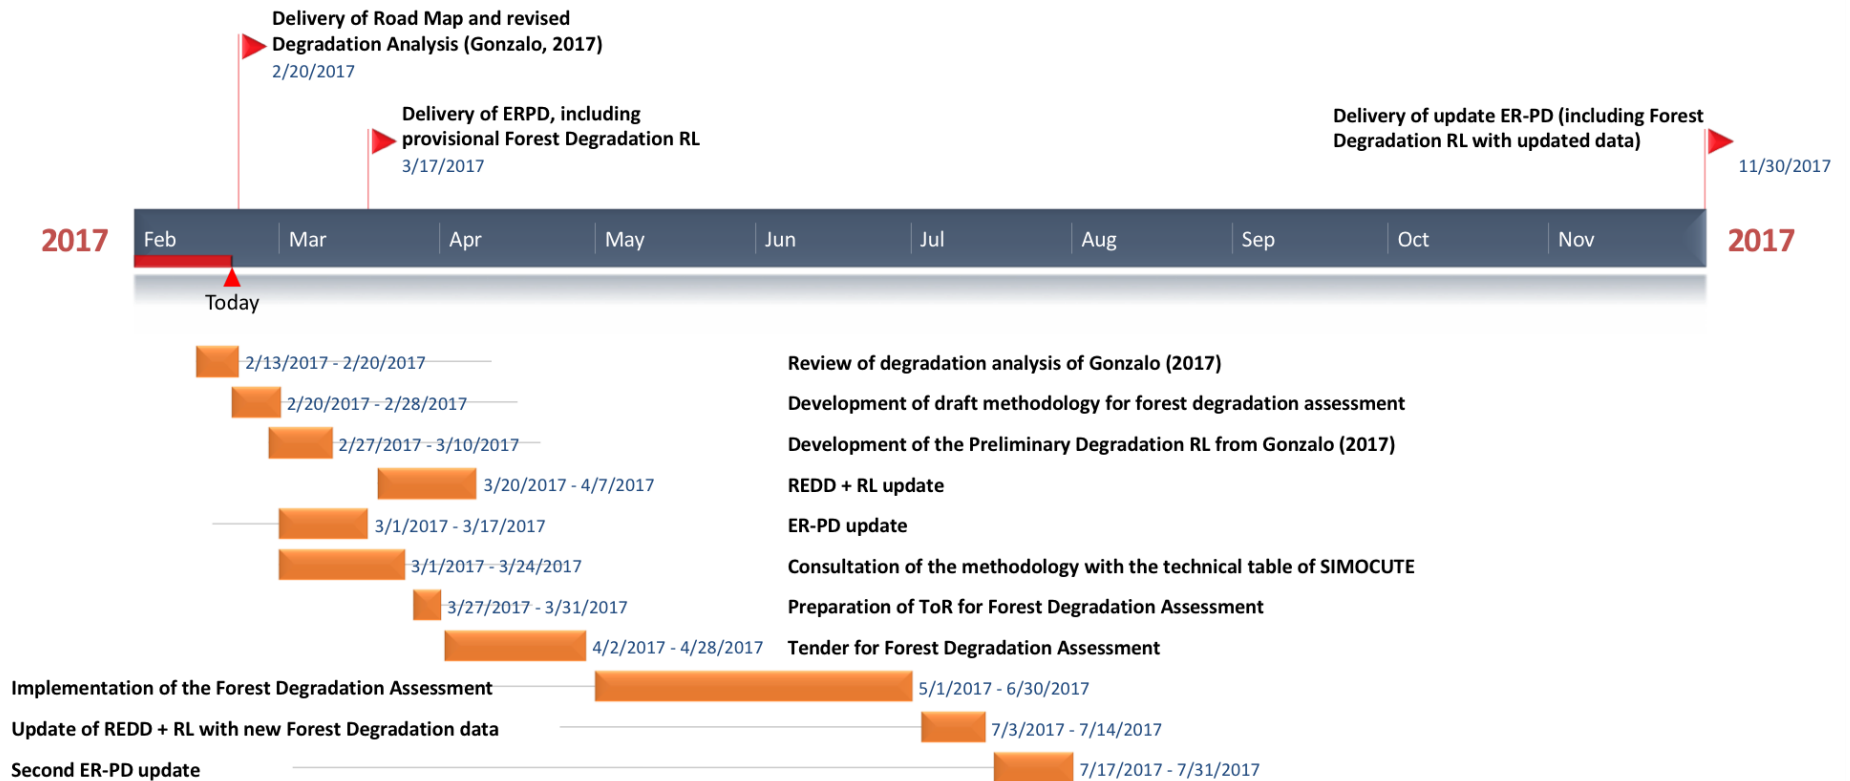 Delivery of Road Map and revised
Degradation Analysis (Gonzalo, 2017)
2/20/2017
Delivery of ERPD, including
provisional Forest Degradation RL
3/17/2017
Delivery of update ER-PD (including Forest
Degradation RL with updated data)
11/30/2017
2017 Feb Mar Apr May Jun Jul Aug Sep Oct Nov 2017
Today
2/13/2017 - 2/20/2017 Review of degradation analysis of Gonzalo (2017)
2/20/2017 - 2/28/2017 Development of draft methodology for forest degradation assessment
2/27/2017 - 3/10/2017 Development of the Preliminary Degradation RL from Gonzalo (2017)
3/20/2017 - 4/7/2017 REDD + RL update
3/1/2017 - 3/17/2017 ER-PD update
3/1/2017 - 3/24/2017 Consultation of the methodology with the technical table of SIMOCUTE
3/27/2017 - 3/31/2017 Preparation of ToR for Forest Degradation Assessment
4/2/2017 - 4/28/2017 Tender for Forest Degradation Assessment
Implementation of the Forest Degradation Assessment 5/1/2017 - 6/30/2017
Update of REDD + RL with new Forest Degradation data 7/3/2017 - 7/14/2017
Second ER-PD update 7/17/2017 - 7/31/2017